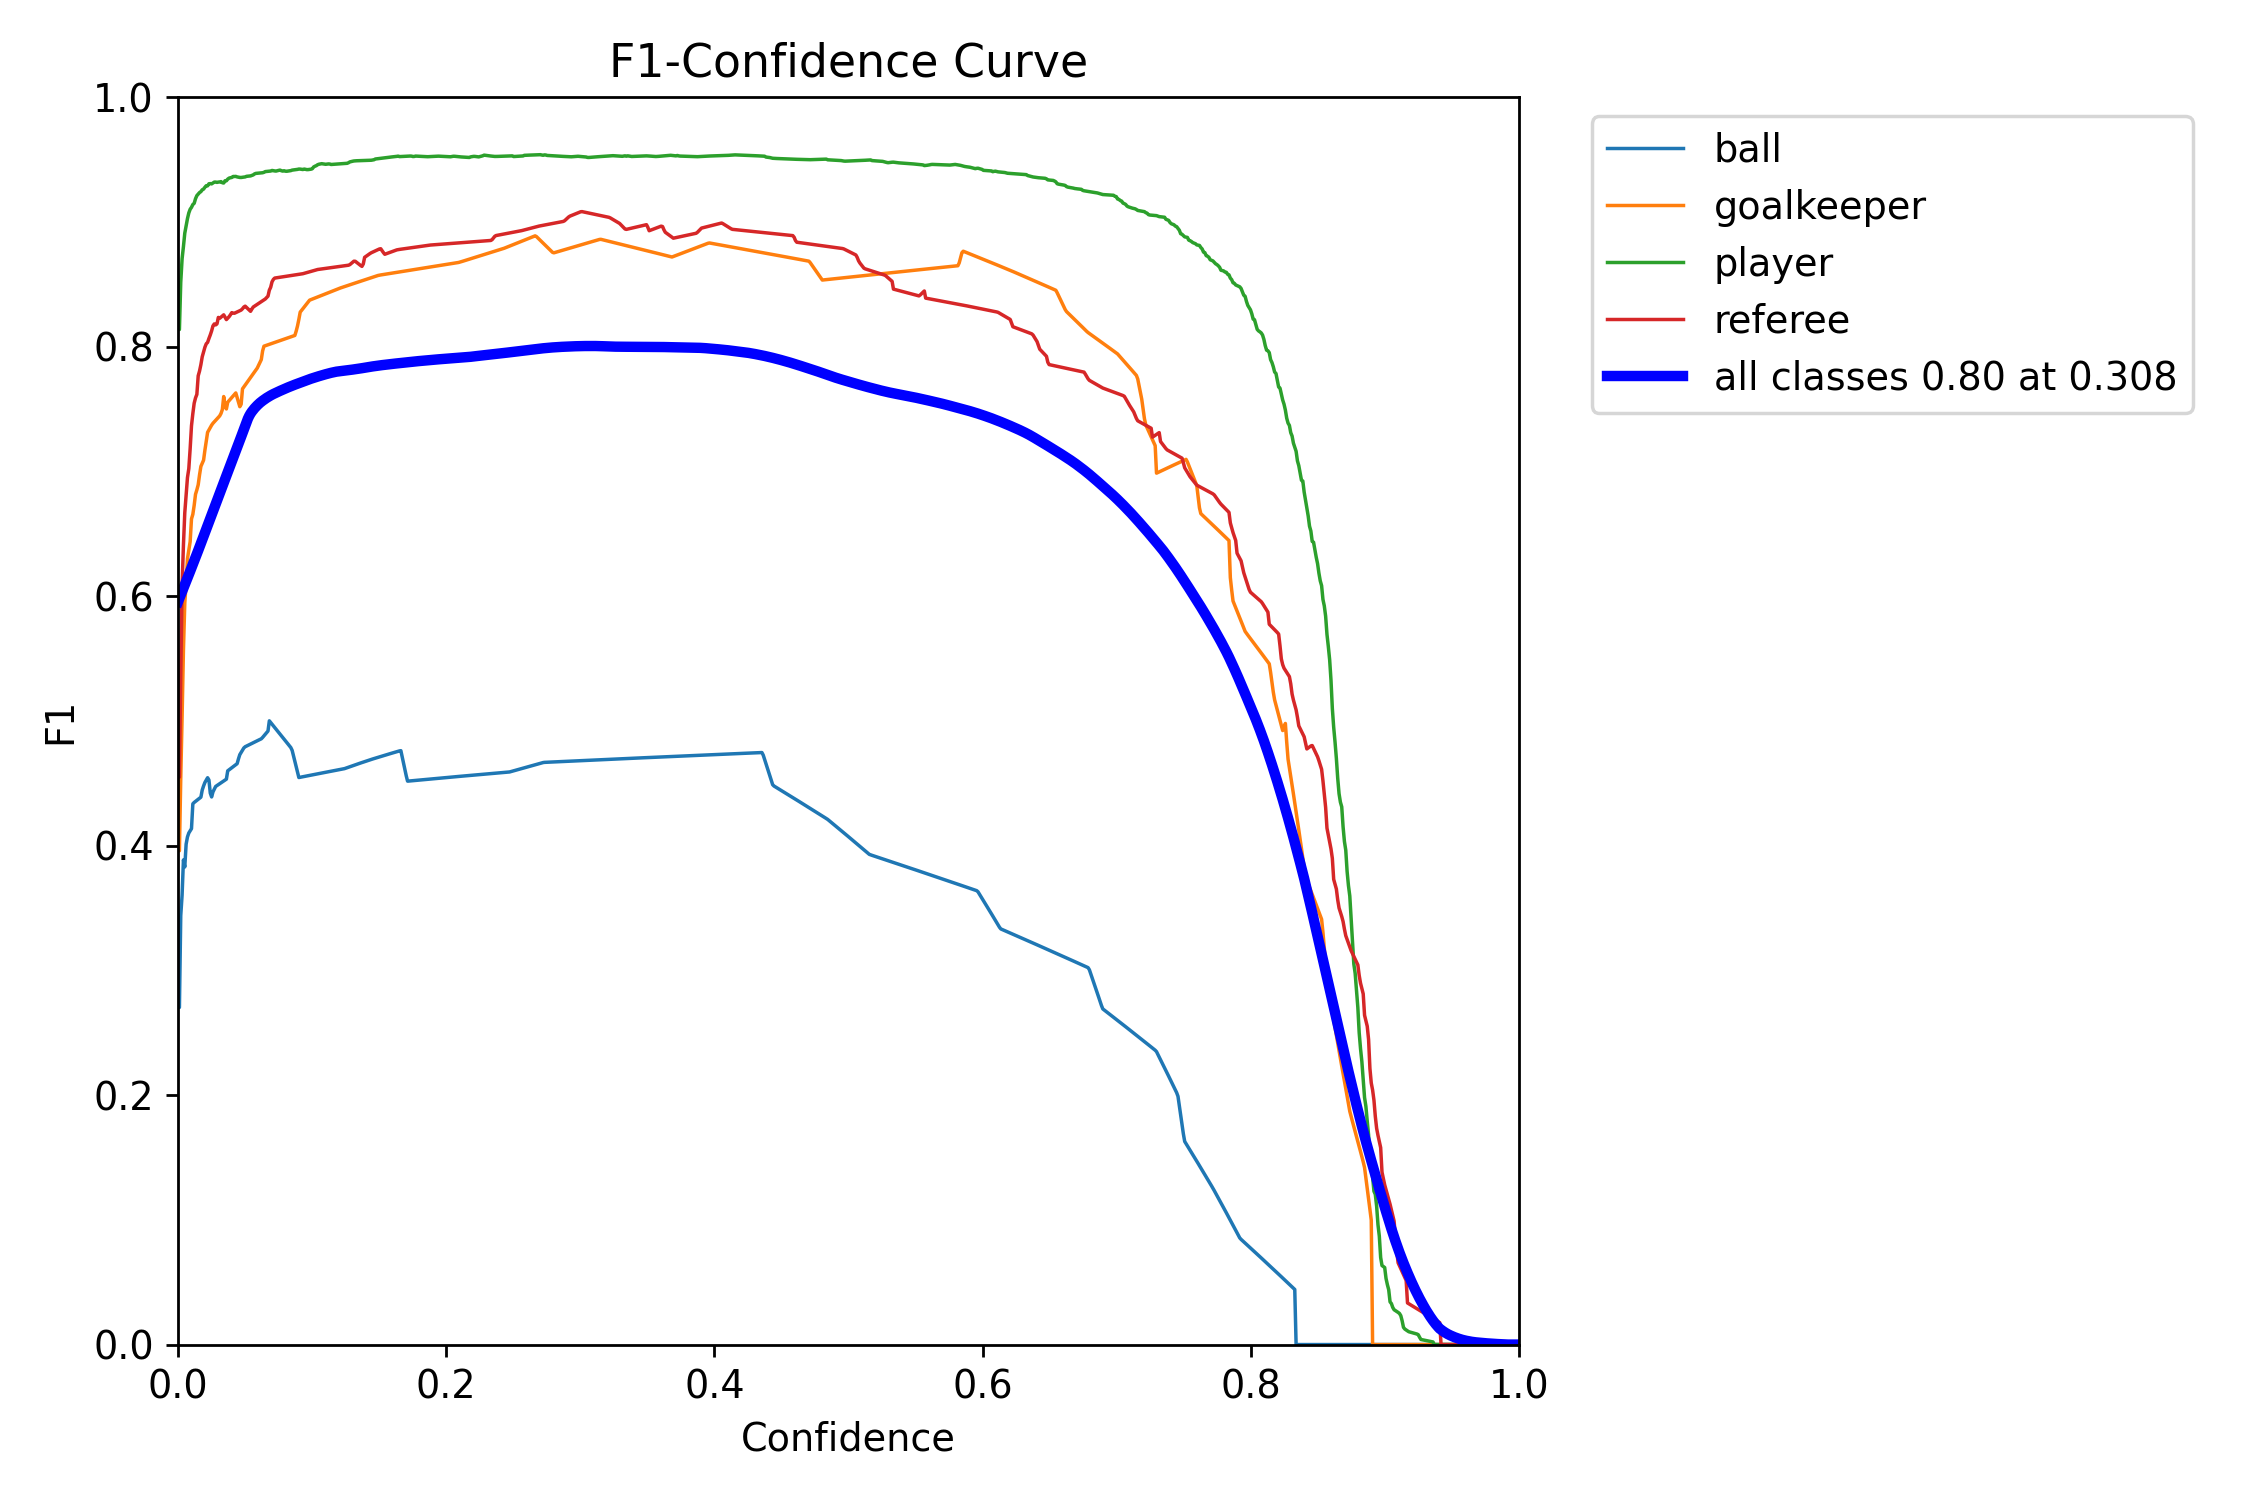 F1-Confidence Curve
1.0
0.8
0.6
0.4
0.2
0.0
F1
0.0 0.2 0.4 0.6 0.8 1.0
Confidence
ball
goalkeeper
player
referee
all classes 0.80 at 0.308